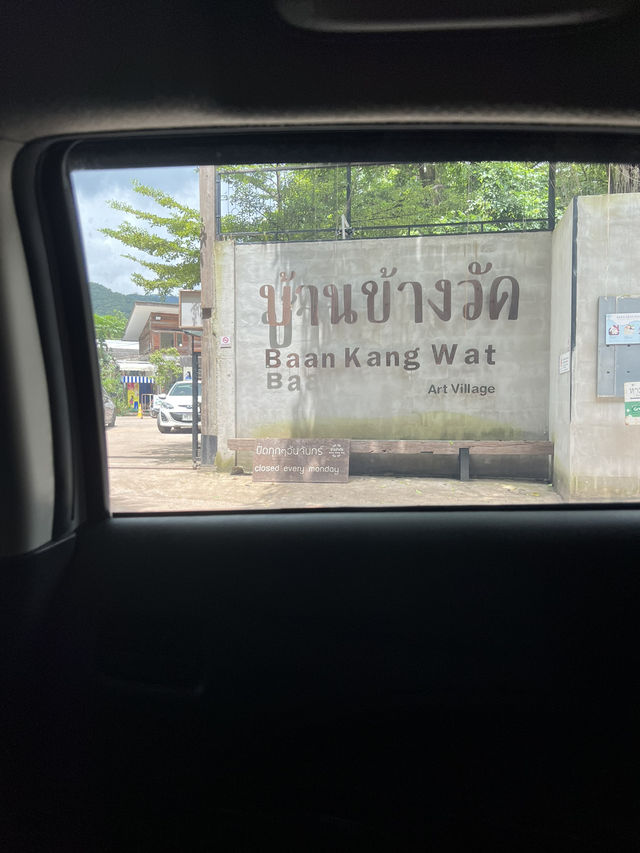 บ้านข้างวัด
Baan Kang Wat
Art Village
ปิดทุกๆวันจันทร์
closed every monday